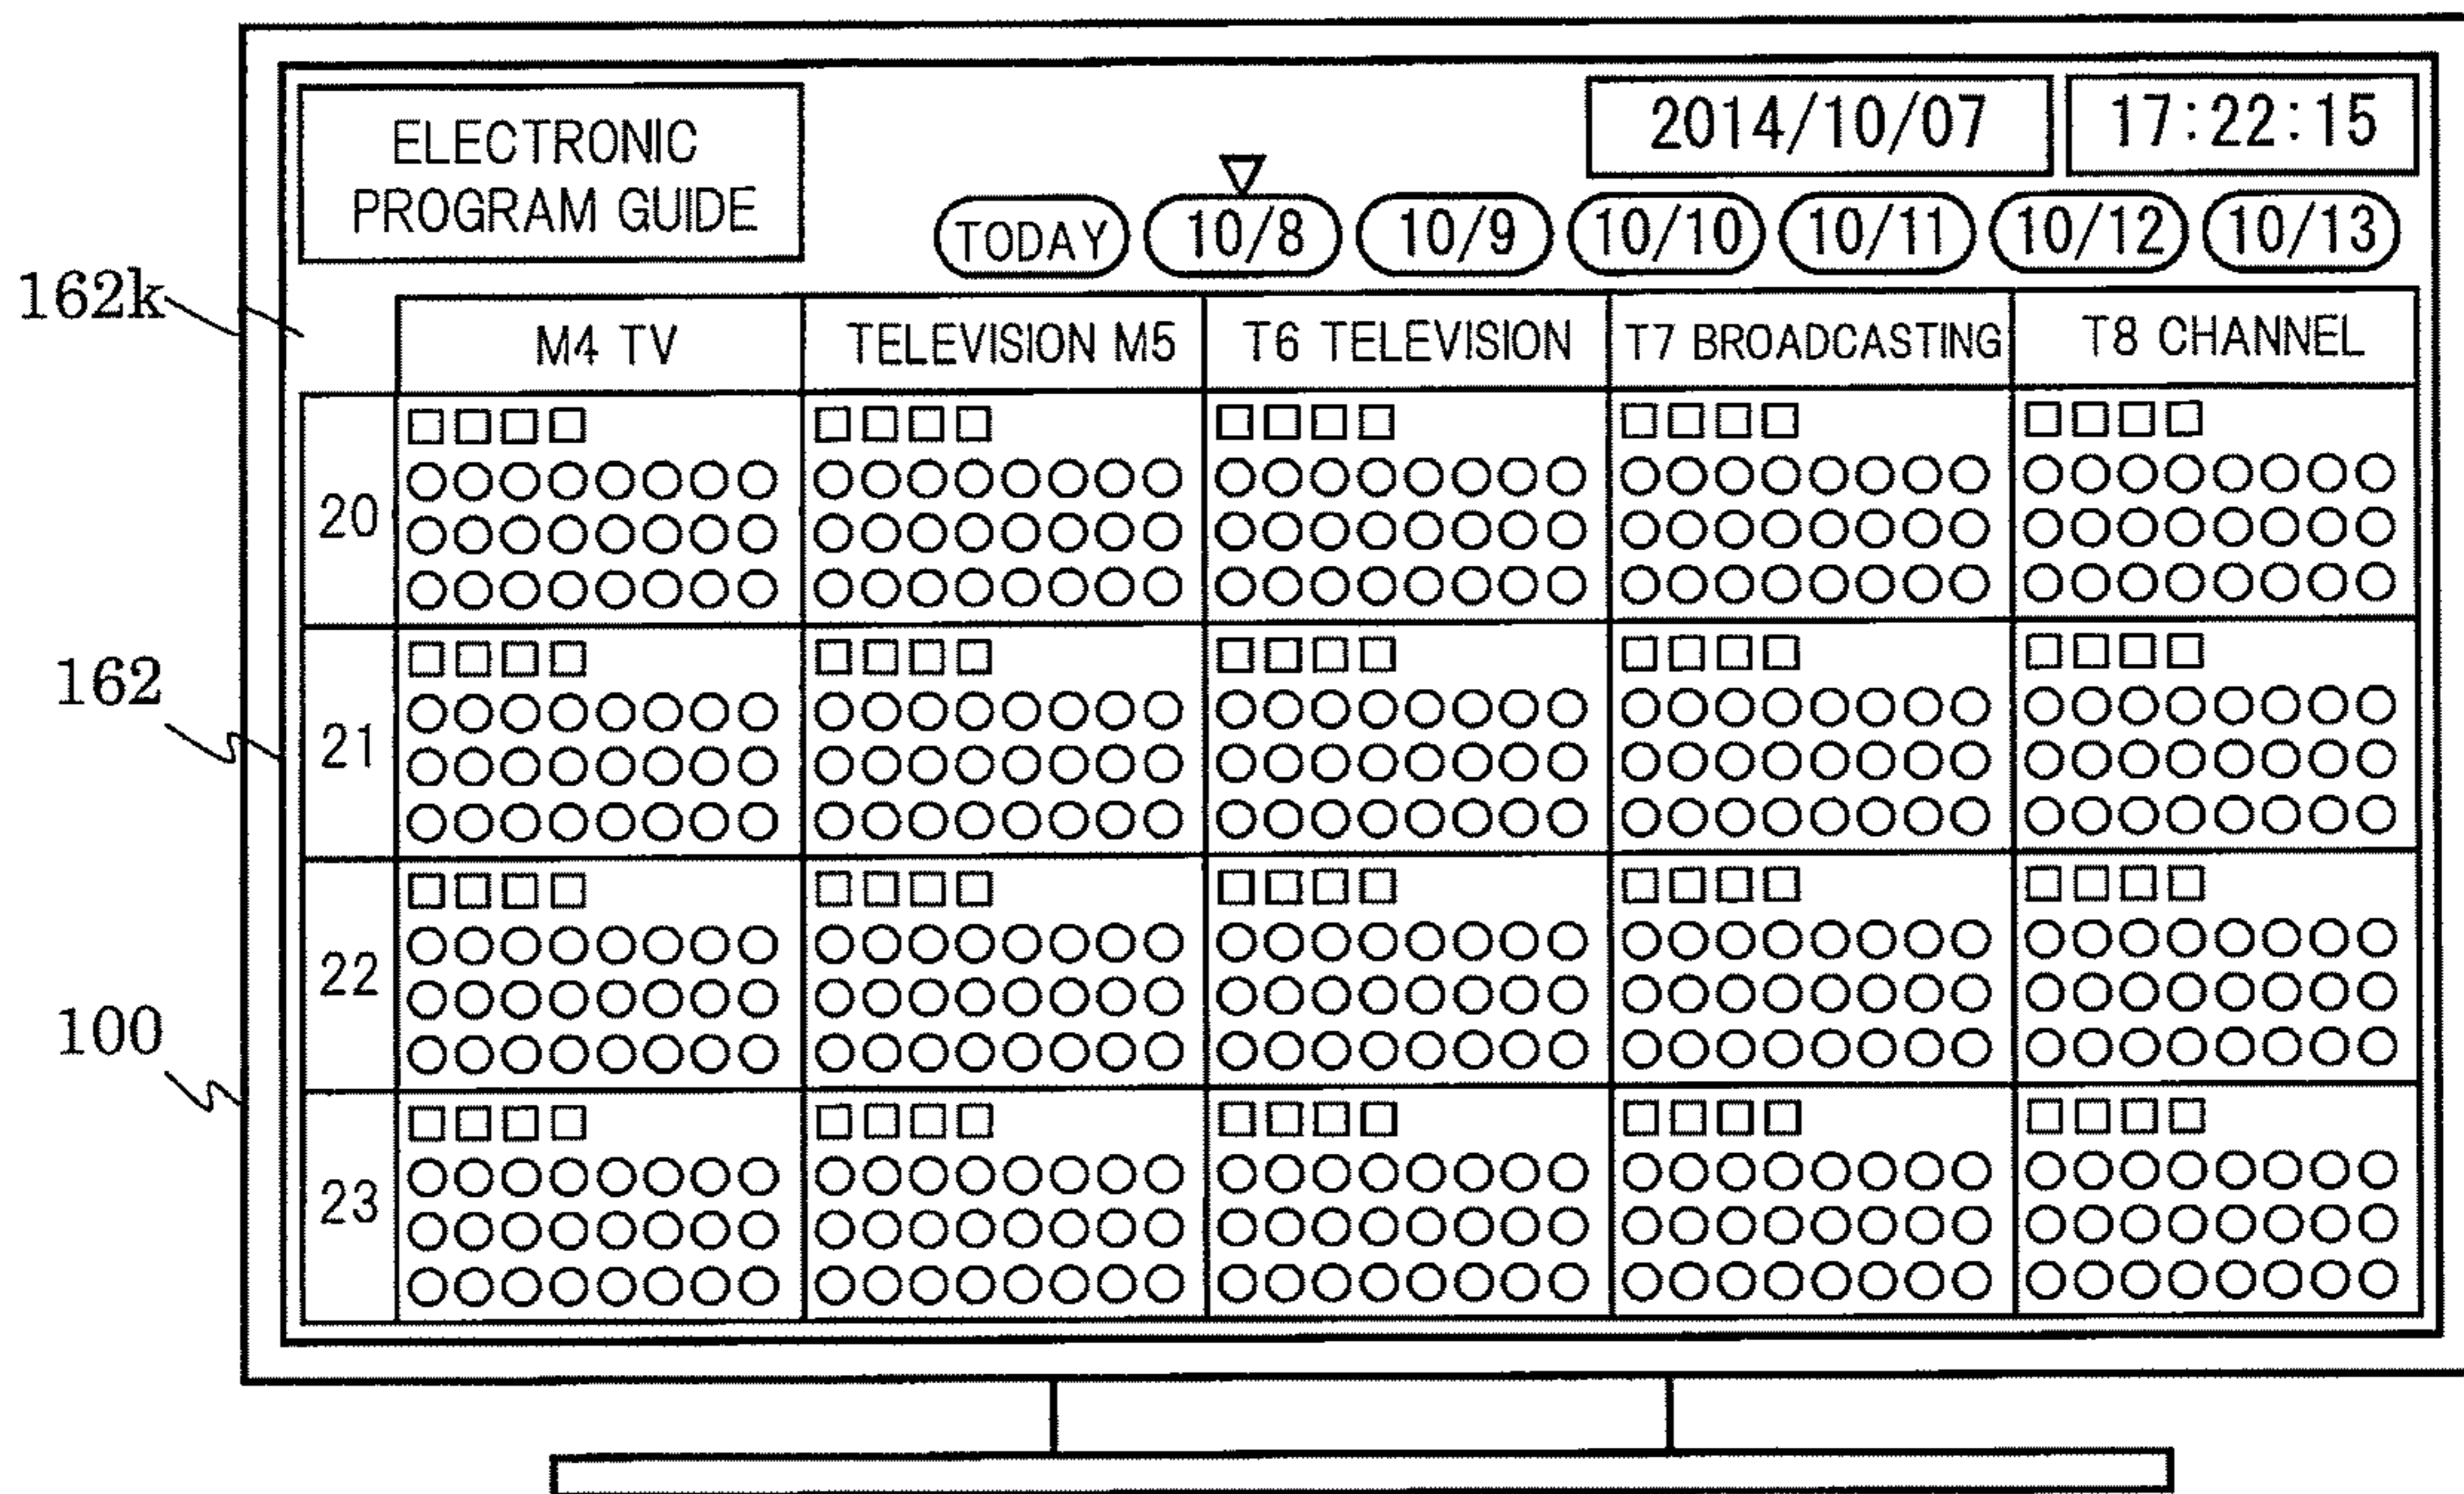 ELECTRONIC
PROGRAM GUIDE
2014/10/07 17:22:15
TODAY 10/8 10/9 10/10 10/11 10/12 10/13
162k
M4 TV TELEVISION M5 T6 TELEVISION T7 BROADCASTING T8 CHANNEL
□□□□ □□□□ □□□□ □□□□ □□□□
○○○○○○○○ ○○○○○○○○ ○○○○○○○○ ○○○○○○○○ ○○○○○○○○
20 ○○○○○○○○ ○○○○○○○○ ○○○○○○○○ ○○○○○○○○ ○○○○○○○○
○○○○○○○○ ○○○○○○○○ ○○○○○○○○ ○○○○○○○○ ○○○○○○○○
□□□□ □□□□ □□□□ □□□□ □□□□
162
○○○○○○○○ ○○○○○○○○ ○○○○○○○○ ○○○○○○○○ ○○○○○○○○
21 ○○○○○○○○ ○○○○○○○○ ○○○○○○○○ ○○○○○○○○ ○○○○○○○○
○○○○○○○○ ○○○○○○○○ ○○○○○○○○ ○○○○○○○○ ○○○○○○○○
□□□□ □□□□ □□□□ □□□□ □□□□
○○○○○○○○ ○○○○○○○○ ○○○○○○○○ ○○○○○○○○ ○○○○○○○○
22 ○○○○○○○○ ○○○○○○○○ ○○○○○○○○ ○○○○○○○○ ○○○○○○○○
100
○○○○○○○○ ○○○○○○○○ ○○○○○○○○ ○○○○○○○○ ○○○○○○○○
□□□□ □□□□ □□□□ □□□□ □□□□
○○○○○○○○ ○○○○○○○○ ○○○○○○○○ ○○○○○○○○ ○○○○○○○○
23 ○○○○○○○○ ○○○○○○○○ ○○○○○○○○ ○○○○○○○○ ○○○○○○○○
○○○○○○○○ ○○○○○○○○ ○○○○○○○○ ○○○○○○○○ ○○○○○○○○